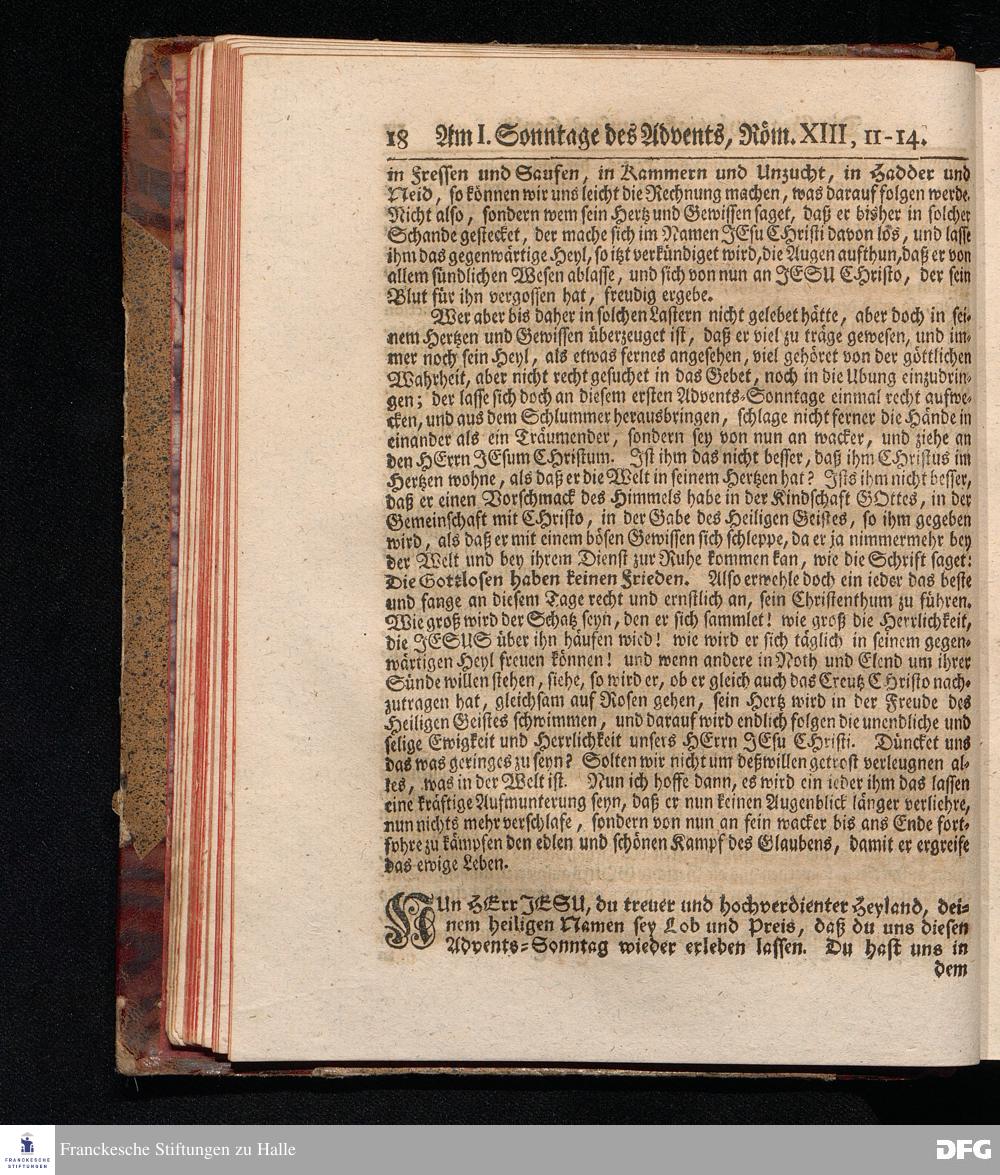 18 Am I. Sonntage des Advents, Röm. XIII, 11-14.
in Fressen und Saufen, in Kammern und Unzucht, in Hadder und
Neid, so können wir uns leicht die Rechnung machen, was darauf folgen werde.
Nicht also, sondern wem sein Hertz und Gewissen saget, daß er bisher in solcher
Schande gestecket, der mache sich im Namen JEsu CHristi davon los, und lasse
ihm das gegenwärtige Heyl, so itzt verkündiget wird, die Augen aufthun, daß er von
allem sündlichen Wesen ablasse, und sich von nun an JESU CHristo, der sein
Blut für ihn vergossen hat, freudig ergebe.
Wer aber bis daher in solchen Lastern nicht gelebet hätte, aber doch in sei-
nem Hertzen und Gewissen überzeuget ist, daß er viel zu träge gewesen, und im-
mer noch sein Heyl, als etwas fernes angesehen, viel gehöret von der göttlichen
Wahrheit, aber nicht recht gesuchet in das Gebet, noch in die Ubung einzudrin-
gen; der lasse sich doch an diesem ersten Advents-Sonntage einmal recht aufwe-
cken, und aus dem Schlummer herausbringen, schlage nicht ferner die Hände in
einander als ein Träumender, sondern sey von nun an wacker, und ziehe an
den HErrn JEsum CHristum. Ist ihm das nicht besser, daß ihm CHristus im
Hertzen wohne, als daß er die Welt in seinem Hertzen hat? Ists ihm nicht besser,
daß er einen Vorschmack des Himmels habe in der Kindschaft GOttes, in der
Gemeinschaft mit CHristo, in der Gabe des Heiligen Geistes, so ihm gegeben
wird, als daß er mit einem bösen Gewissen sich schleppe, da er ja nimmermehr bey
der Welt und bey ihrem Dienst zur Ruhe kommen kan, wie die Schrift saget:
Die Gottlosen haben keinen Frieden. Also erwehle doch ein ieder das beste
und fange an diesem Tage recht und ernstlich an, sein Christenthum zu führen.
Wie groß wird der Schatz seyn, den er sich sammlet! wie groß die Herrlichkeit,
die JESUS über ihn häufen wied! wie wird er sich täglich in seinem gegen-
wärtigen Heyl freuen können! und wenn andere in Noth und Elend um ihrer
Sünde willen stehen, siehe, so wird er, ob er gleich auch das Creutz CHristo nach-
zutragen hat, gleichsam auf Rosen gehen, sein Hertz wird in der Freude des
Heiligen Geistes schwimmen, und darauf wird endlich folgen die unendliche und
selige Ewigkeit und Herrlichkeit unsers HErrn JEsu CHristi. Düncket uns
das was geringes zu seyn? Solten wir nicht um deßwillen getrost verleugnen al-
les, was in der Welt ist. Nun ich hoffe dann, es wird ein ieder ihm das lassen
eine kräftige Aufmunterung seyn, daß er nun keinen Augenblick länger verliehre,
nun nichts mehr verschlafe, sondern von nun an fein wacker bis ans Ende fort-
fohre zu kämpfen den edlen und schönen Kampf des Glaubens, damit er ergreife
das ewige Leben.
NUn HErr JESU, du treuer und hochverdienter Heyland, dei-
nem heiligen Namen sey Lob und Preis, daß du uns diesen
Advents-Sonntag wieder erleben lassen. Du hast uns in
dem
FRANCKESCHE
STIFTUNGEN
Franckesche Stiftungen zu Halle
DFG